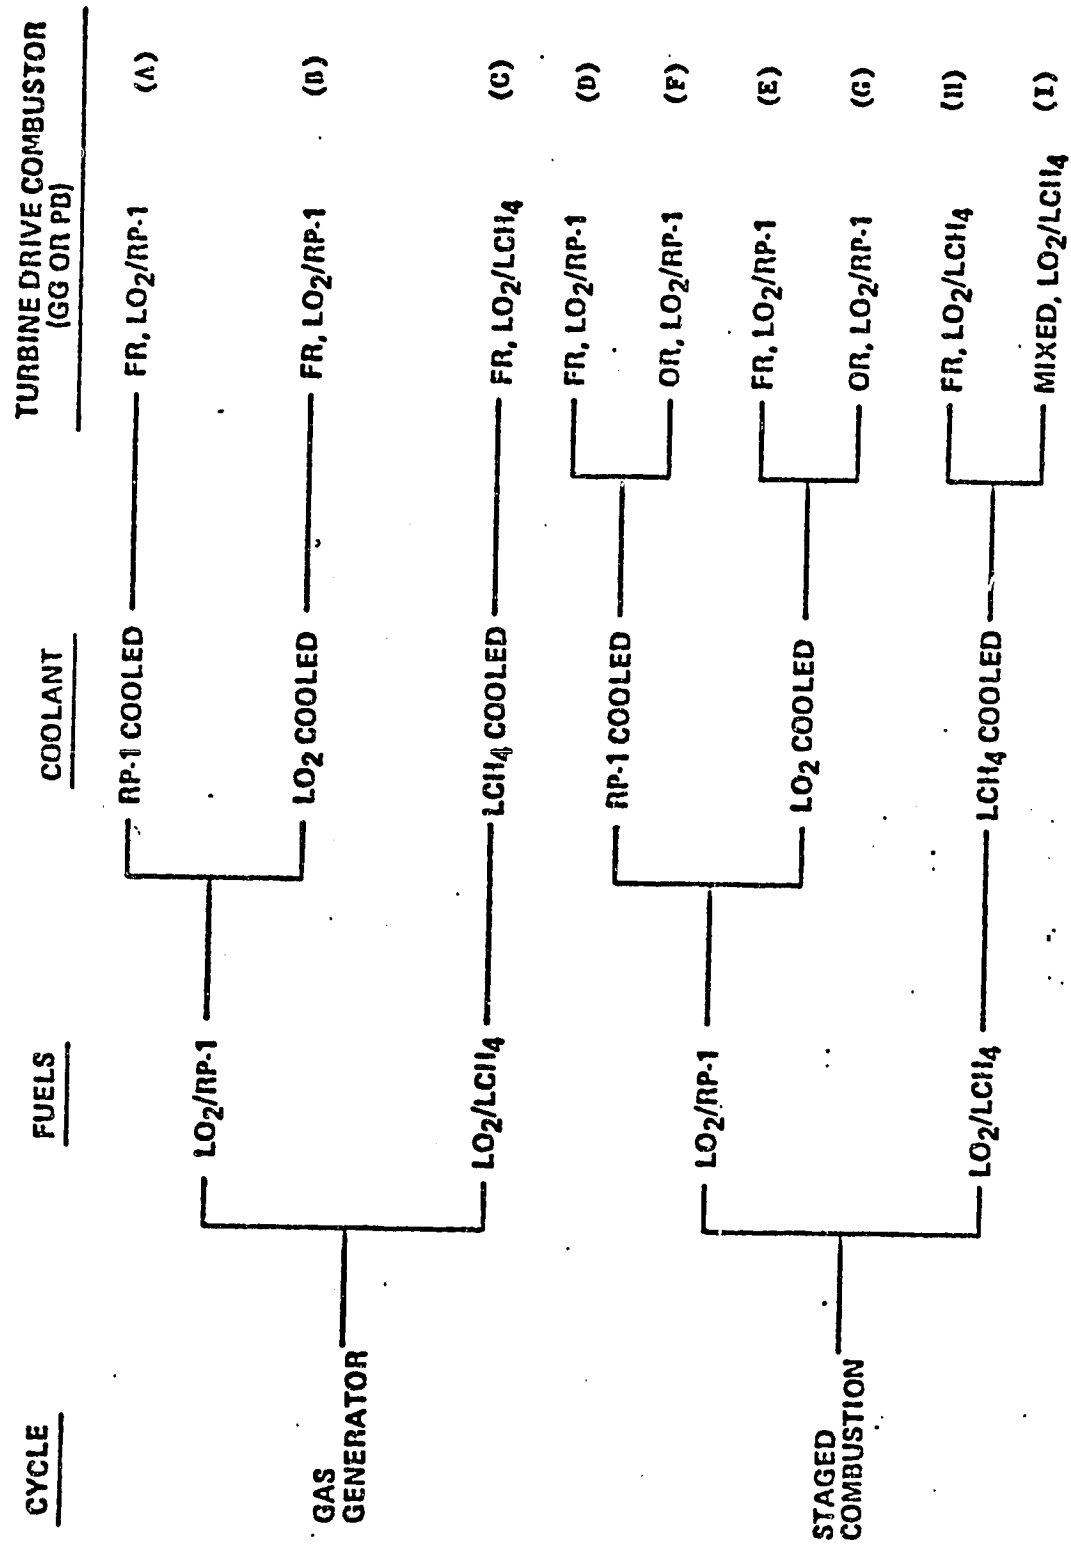 CYCLE
FUELS
COOLANT
TURBINE DRIVE COMBUSTOR
(GG OR PB)
GAS
GENERATOR
LO2/RP-1
RP-1 COOLED
FR, LO2/RP-1
(A)
LO2 COOLED
FR, LO2/RP-1
(B)
LO2/LCH4
LCH4 COOLED
FR, LO2/LCH4
(C)
STAGED
COMBUSTION
LO2/RP-1
RP-1 COOLED
FR, LO2/RP-1
(D)
OR, LO2/RP-1
(F)
LO2 COOLED
FR, LO2/RP-1
(E)
OR, LO2/RP-1
(G)
LO2/LCH4
LCH4 COOLED
FR, LO2/LCH4
(H)
MIXED, LO2/LCH4
(I)